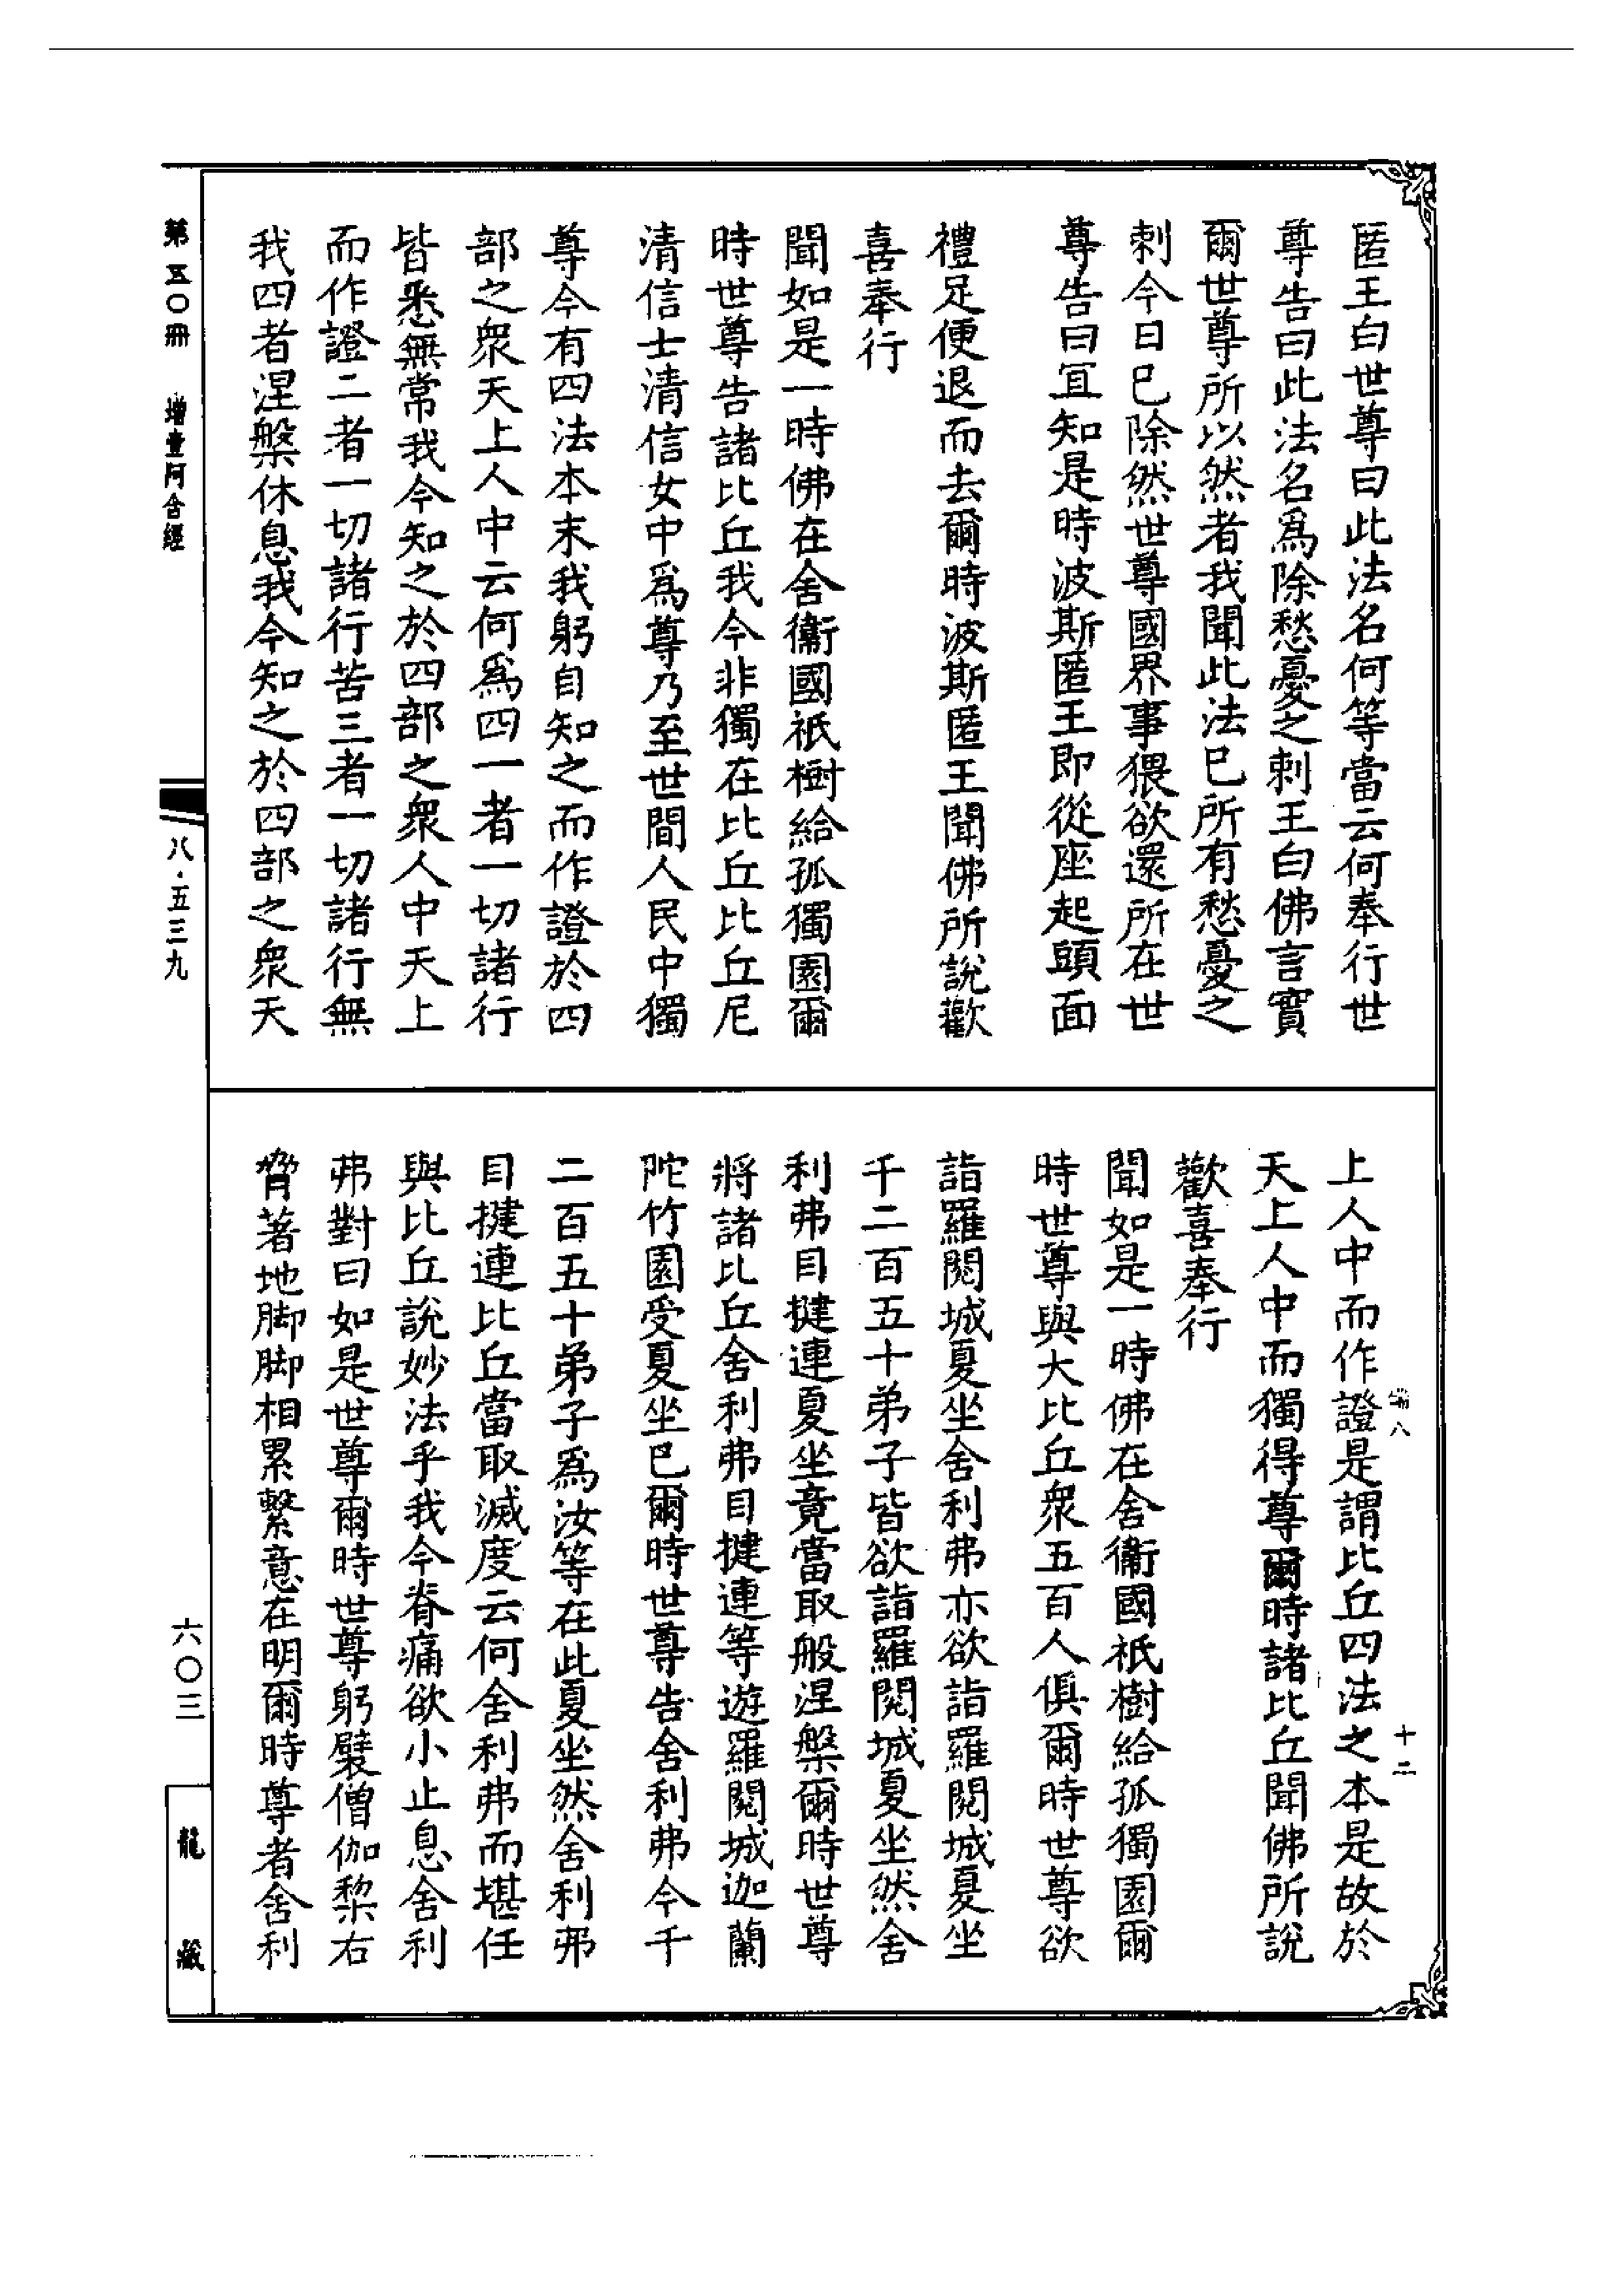 匿王白世尊曰此法名何等當云何奉行世
尊告曰此法名爲除愁憂之刺王白佛言實
爾世尊所以然者我聞此法已所有愁憂之
刺今日已除然世尊國界事猥欲還所在世
尊告曰冝知是時波斯匿王即從座起頭面
禮足便退而去爾時波斯匿王聞佛所說歡
喜奉行
聞如是一時佛在舍衞國祇樹給孤獨園爾
時世尊告諸比丘我今非獨在比丘比丘尼
清信士清信女中爲尊乃至世間人民中獨
尊今有四法本末我躬自知之而作證於四
部之衆天上人中云何爲四一者一切諸行
皆悉無常我今知之於四部之衆人中天上
而作證二者一切諸行苦三者一切諸行無
我四者涅槃休息我今知之於四部之衆天
上人中而作證是謂比丘四法之本是故於
天上人中而獨得尊爾時諸比丘聞佛所說
歡喜奉行
聞如是一時佛在舍衞國祇樹給孤獨園爾
時世尊與大比丘衆五百人俱爾時世尊欲
詣羅閱城夏坐舍利弗亦欲詣羅閱城夏坐
千二百五十弟子皆欲詣羅閱城夏坐然舍
利弗目揵連夏坐竟當取般涅槃爾時世尊
將諸比丘舍利弗目揵連等遊羅閱城迦蘭
陀竹園受夏坐已爾時世尊告舍利弗今千
二百五十弟子爲汝等在此夏坐然舍利弗
目揵連比丘當取滅度云何舍利弗而堪任
與比丘說妙法乎我今脊痛欲小止息舍利
弗對曰如是世尊爾時世尊躬襞僧伽棃右
脅著地脚脚相累繫意在明爾時尊者舍利
八
十二
第五〇冊 增壹阿含經
八·五三九
六〇三
龍藏